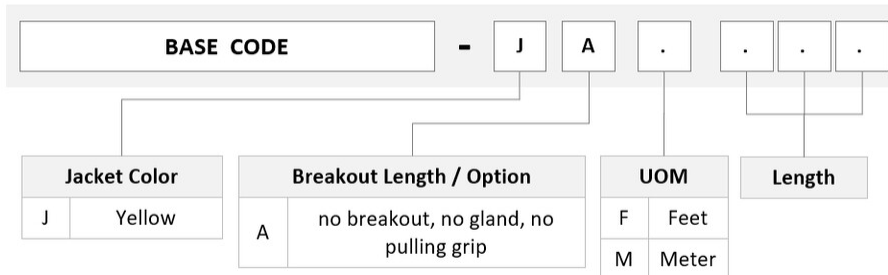 BASE CODE - J A . . . .
Jacket Color
J Yellow
Breakout Length / Option
A no breakout, no gland, no
pulling grip
UOM
F Feet
M Meter
Length